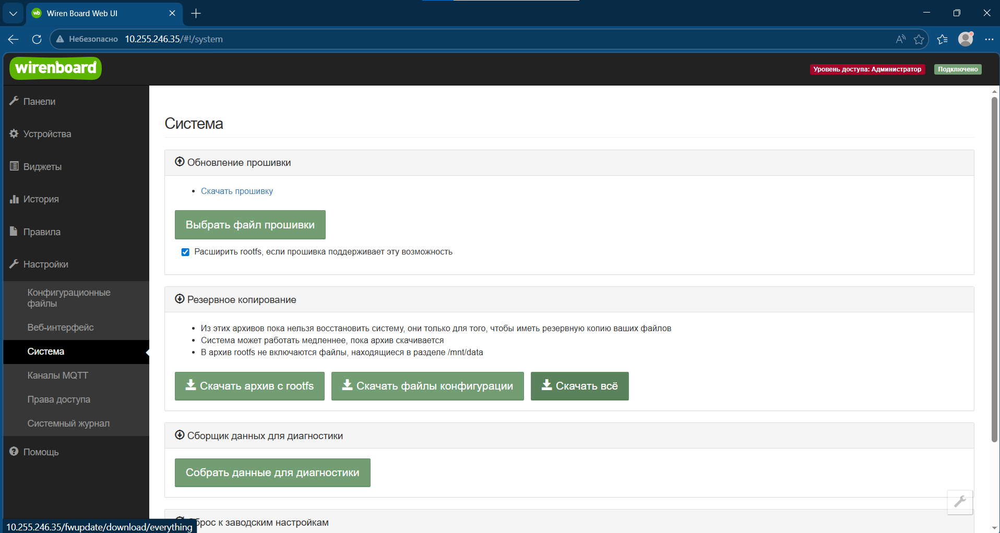 Wiren Board Web UI
Небезопасно 10.255.246.35/#!/system
wirenboard
Уровень доступа: Администратор
Подключено
Панели
Устройства
Виджеты
История
Правила
Настройки
Конфигурационные
файлы
Веб-интерфейс
Система
Каналы MQTT
Права доступа
Системный журнал
Помощь
Система
Обновление прошивки
Скачать прошивку
Выбрать файл прошивки
Расширить rootfs, если прошивка поддерживает эту возможность
Резервное копирование
Из этих архивов пока нельзя восстановить систему, они только для того, чтобы иметь резервную копию ваших файлов
Система может работать медленнее, пока архив скачивается
В архив rootfs не включаются файлы, находящиеся в разделе /mnt/data
Скачать архив с rootfs
Скачать файлы конфигурации
Скачать всё
Сборщик данных для диагностики
Собрать данные для диагностики
Сброс к заводским настройкам
10.255.246.35/fwupdate/download/everything